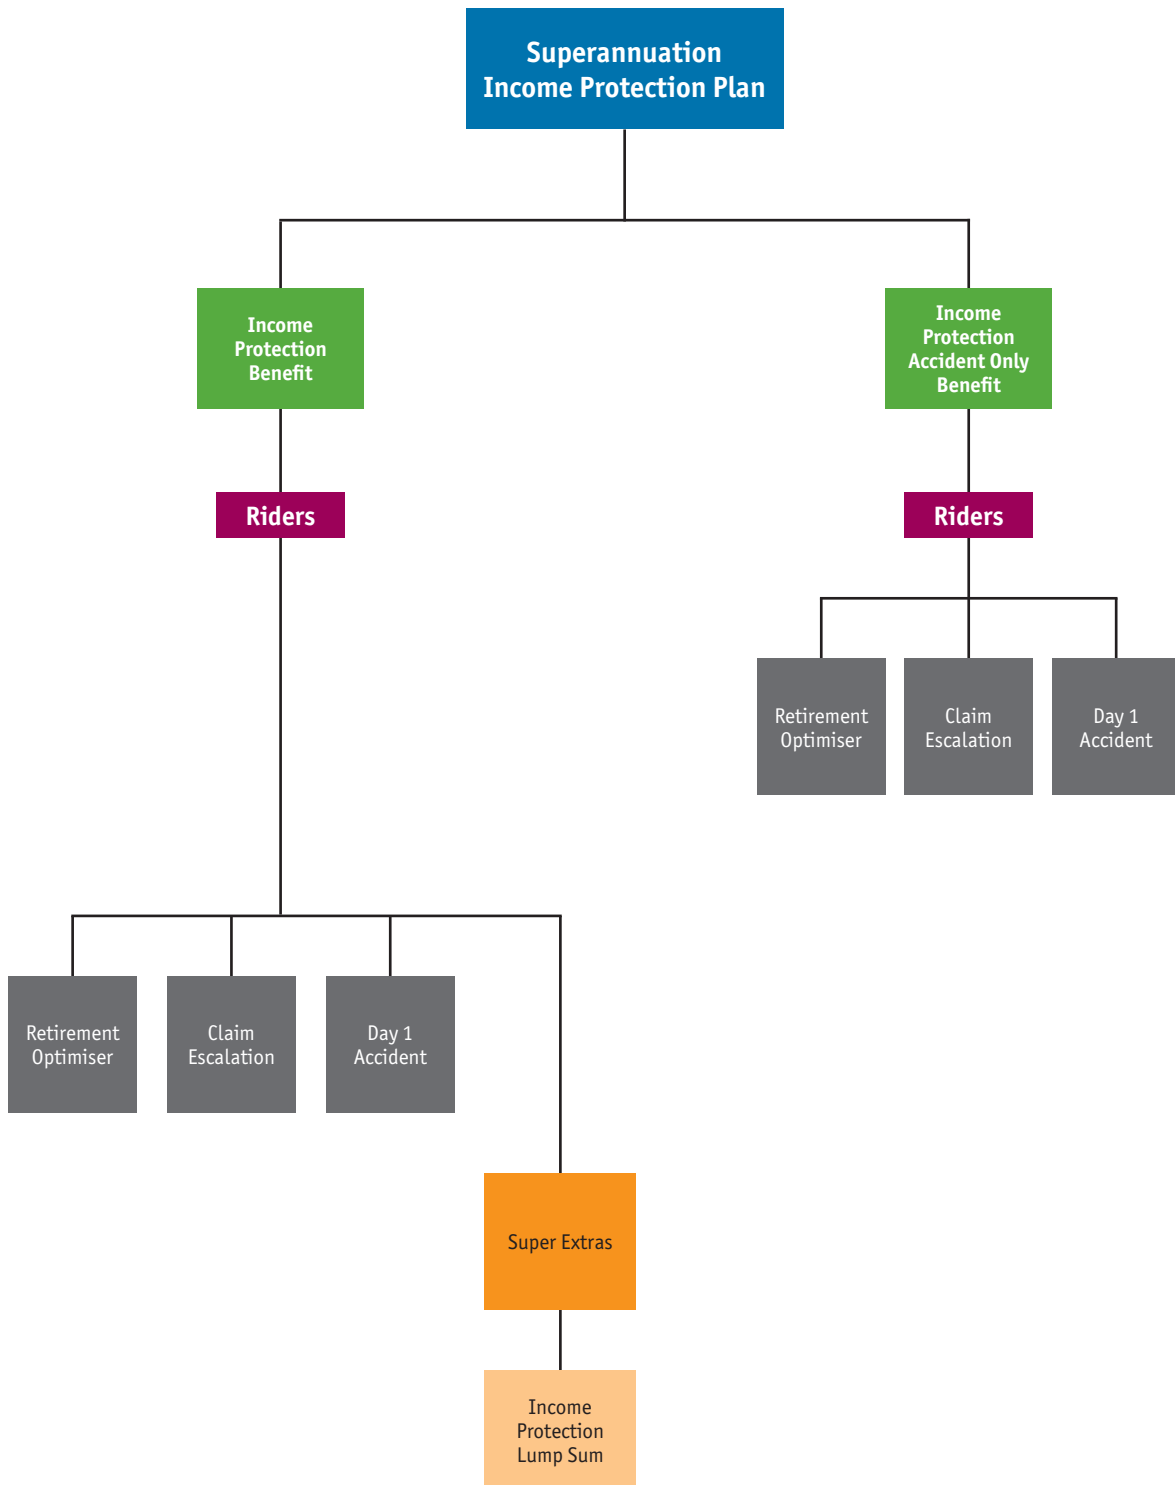 Superannuation
Income Protection Plan
Income
Protection
Benefit
Income
Protection
Accident Only
Benefit
Riders
Riders
Retirement
Optimiser
Claim
Escalation
Day 1
Accident
Retirement
Optimiser
Claim
Escalation
Day 1
Accident
Super Extras
Income
Protection
Lump Sum